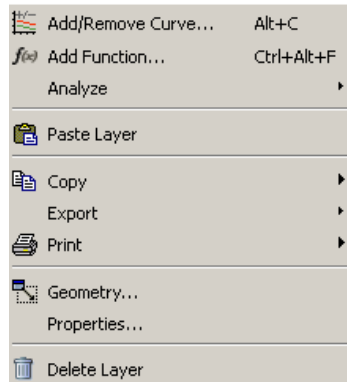 Add/Remove Curve... Alt+C
f(x) Add Function... Ctrl+Alt+F
Analyze
Paste Layer
Copy
Export
Print
Geometry...
Properties...
Delete Layer